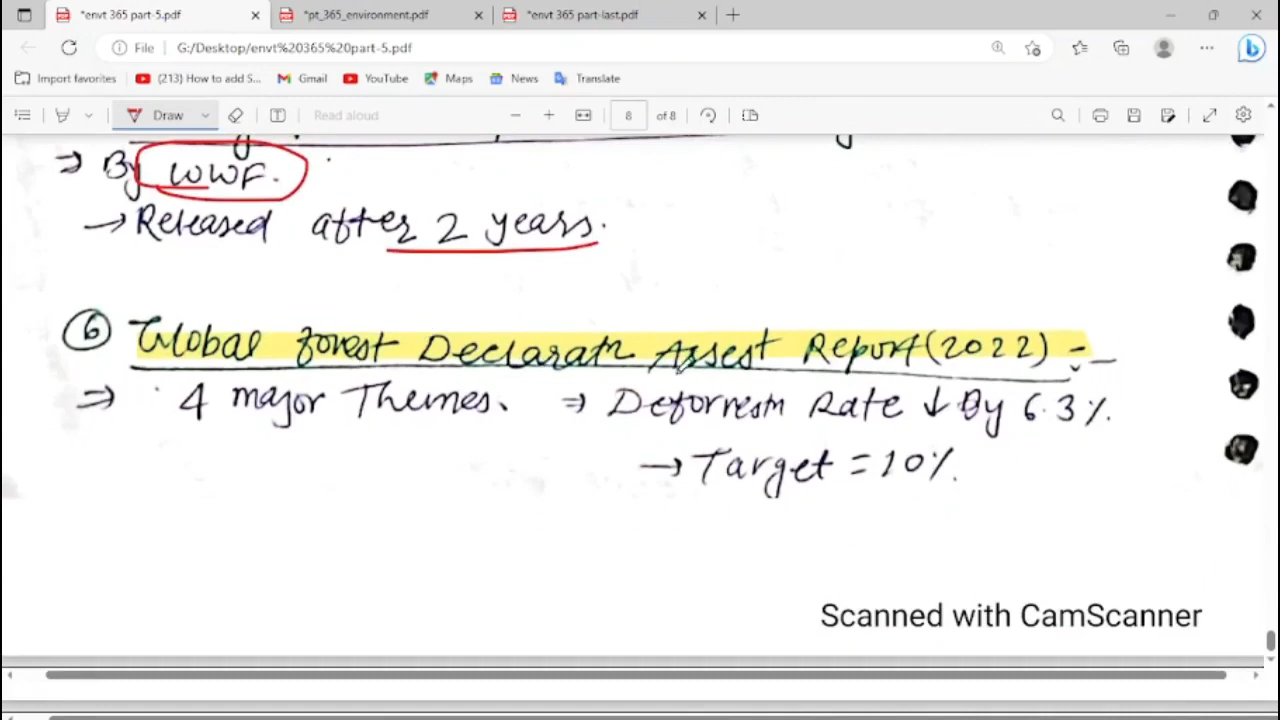 *envt 365 part-5.pdf
*pt_365_environment.pdf
*envt 365 part-last.pdf
File
G:/Desktop/envt%20365%20part-5.pdf
Import favorites
(213) How to add S...
Gmail
YouTube
Maps
News
Translate
Draw
Read aloud
8
of 8
⇒ By WWF.
→ Released after 2 years.
⑥ Global forest Declaratn Assest Report (2022) :-
⇒ 4 major Themes. ⇒ Deforrestn Rate ↓ By 6.3%.
→ Target = 10%.
Scanned with CamScanner